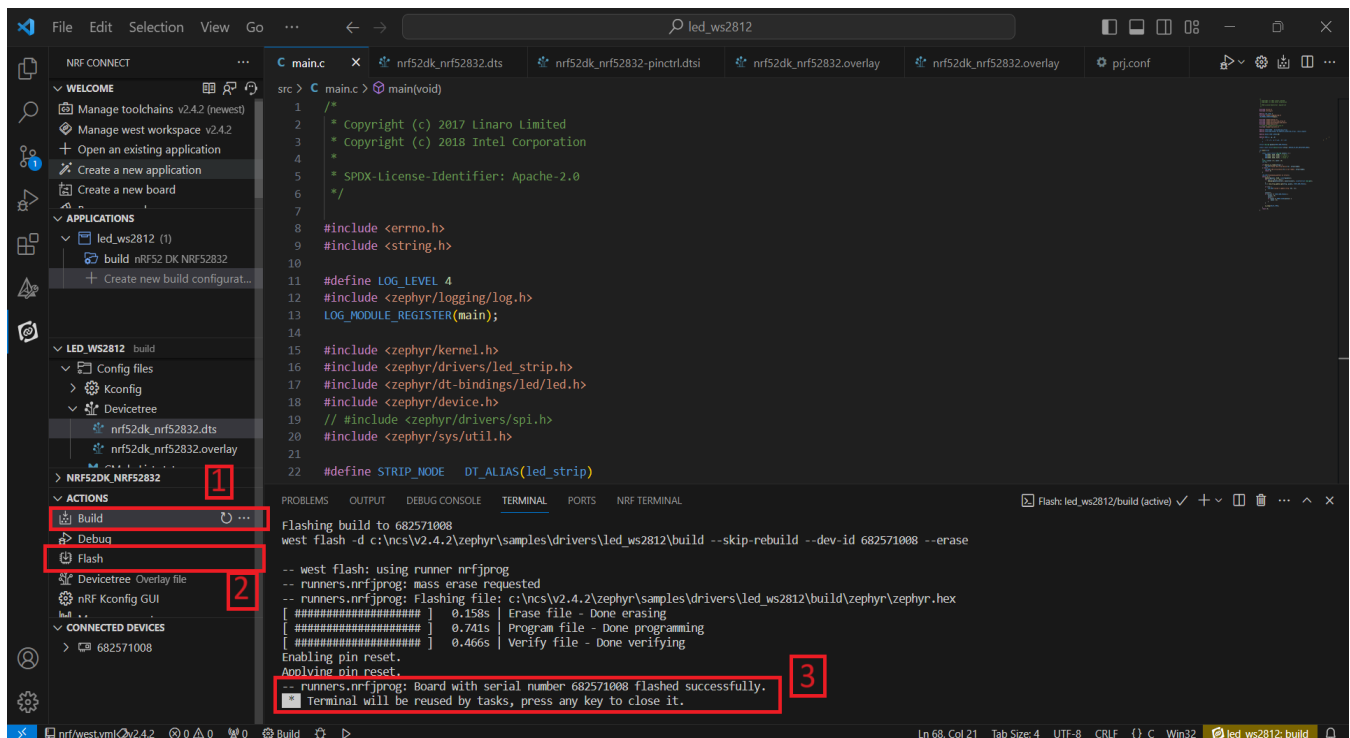 File Edit Selection View Go ··· led_ws2812
NRF CONNECT ···
WELCOME
Manage toolchains v2.4.2 (newest)
Manage west workspace v2.4.2
Open an existing application
Create a new application
Create a new board
APPLICATIONS
led_ws2812 (1)
build nRF52 DK NRF52832
Create new build configurat...
LED_WS2812 build
Config files
Kconfig
Devicetree
nrf52dk_nrf52832.dts
nrf52dk_nrf52832.overlay
NRF52DK_NRF52832
1
ACTIONS
Build
Debug
Flash
Devicetree Overlay file
2
nRF Kconfig GUI
CONNECTED DEVICES
682571008
C main.c nrf52dk_nrf52832.dts nrf52dk_nrf52832-pinctrl.dtsi nrf52dk_nrf52832.overlay nrf52dk_nrf52832.overlay prj.conf
src > C main.c > main(void)
1 /*
2 * Copyright (c) 2017 Linaro Limited
3 * Copyright (c) 2018 Intel Corporation
4 *
5 * SPDX-License-Identifier: Apache-2.0
6 */
7
8 #include <errno.h>
9 #include <string.h>
10
11 #define LOG_LEVEL 4
12 #include <zephyr/logging/log.h>
13 LOG_MODULE_REGISTER(main);
14
15 #include <zephyr/kernel.h>
16 #include <zephyr/drivers/led_strip.h>
17 #include <zephyr/dt-bindings/led/led.h>
18 #include <zephyr/device.h>
19 // #include <zephyr/drivers/spi.h>
20 #include <zephyr/sys/util.h>
21
22 #define STRIP_NODE DT_ALIAS(led_strip)
PROBLEMS OUTPUT DEBUG CONSOLE TERMINAL PORTS NRF TERMINAL Flash: led_ws2812/build (active)
Flashing build to 682571008
west flash -d c:\ncs\v2.4.2\zephyr\samples\drivers\led_ws2812\build --skip-rebuild --dev-id 682571008 --erase
-- west flash: using runner nrfjprog
-- runners.nrfjprog: mass erase requested
-- runners.nrfjprog: Flashing file: c:\ncs\v2.4.2\zephyr\samples\drivers\led_ws2812\build\zephyr\zephyr.hex
[ #################### ] 0.158s | Erase file - Done erasing
[ #################### ] 0.741s | Program file - Done programming
[ #################### ] 0.466s | Verify file - Done verifying
Enabling pin reset.
Applying pin reset.
-- runners.nrfjprog: Board with serial number 682571008 flashed successfully.
* Terminal will be reused by tasks, press any key to close it.
3
nrf/west.yml v2.4.2 0 0 0 Build Ln 68, Col 21 Tab Size: 4 UTF-8 CRLF {} C Win32 led_ws2812: build